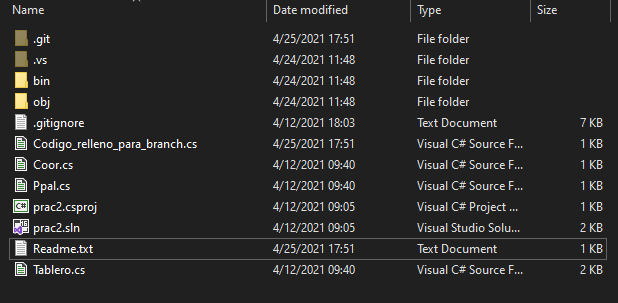 Name Date modified Type Size
.git 4/25/2021 17:51 File folder
.vs 4/24/2021 11:48 File folder
bin 4/24/2021 11:48 File folder
obj 4/24/2021 11:48 File folder
.gitignore 4/12/2021 18:03 Text Document 7 KB
Codigo_relleno_para_branch.cs 4/25/2021 17:51 Visual C# Source F... 1 KB
Coor.cs 4/12/2021 09:40 Visual C# Source F... 1 KB
Ppal.cs 4/12/2021 09:40 Visual C# Source F... 1 KB
prac2.csproj 4/12/2021 09:05 Visual C# Project ... 1 KB
prac2.sln 4/12/2021 09:05 Visual Studio Solu... 2 KB
Readme.txt 4/25/2021 17:51 Text Document 1 KB
Tablero.cs 4/12/2021 09:40 Visual C# Source F... 2 KB